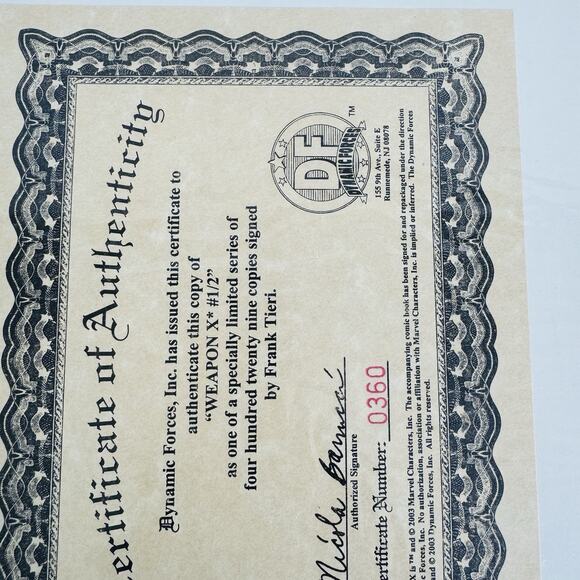 Certificate of Authenticity
Dynamic Forces, Inc. has issued this certificate to
authenticate this copy of
"WEAPON X* #1/2"
as one of a specially limited series of
four hundred twenty nine copies signed
by Frank Tieri.
DF
DYNAMIC FORCES
TM
155 9th Ave., Suite E
Runnemede, NJ 08078
Authorized Signature
Certificate Number: 0360
X is ™ and © 2003 Marvel Characters, Inc. The accompanying comic book has been signed for and repackaged under the direction
Forces, Inc. No authorization, association or affiliation with Marvel Characters, Inc. is implied or inferred. The Dynamic Forces
and © 2003 Dynamic Forces, Inc. All rights reserved.